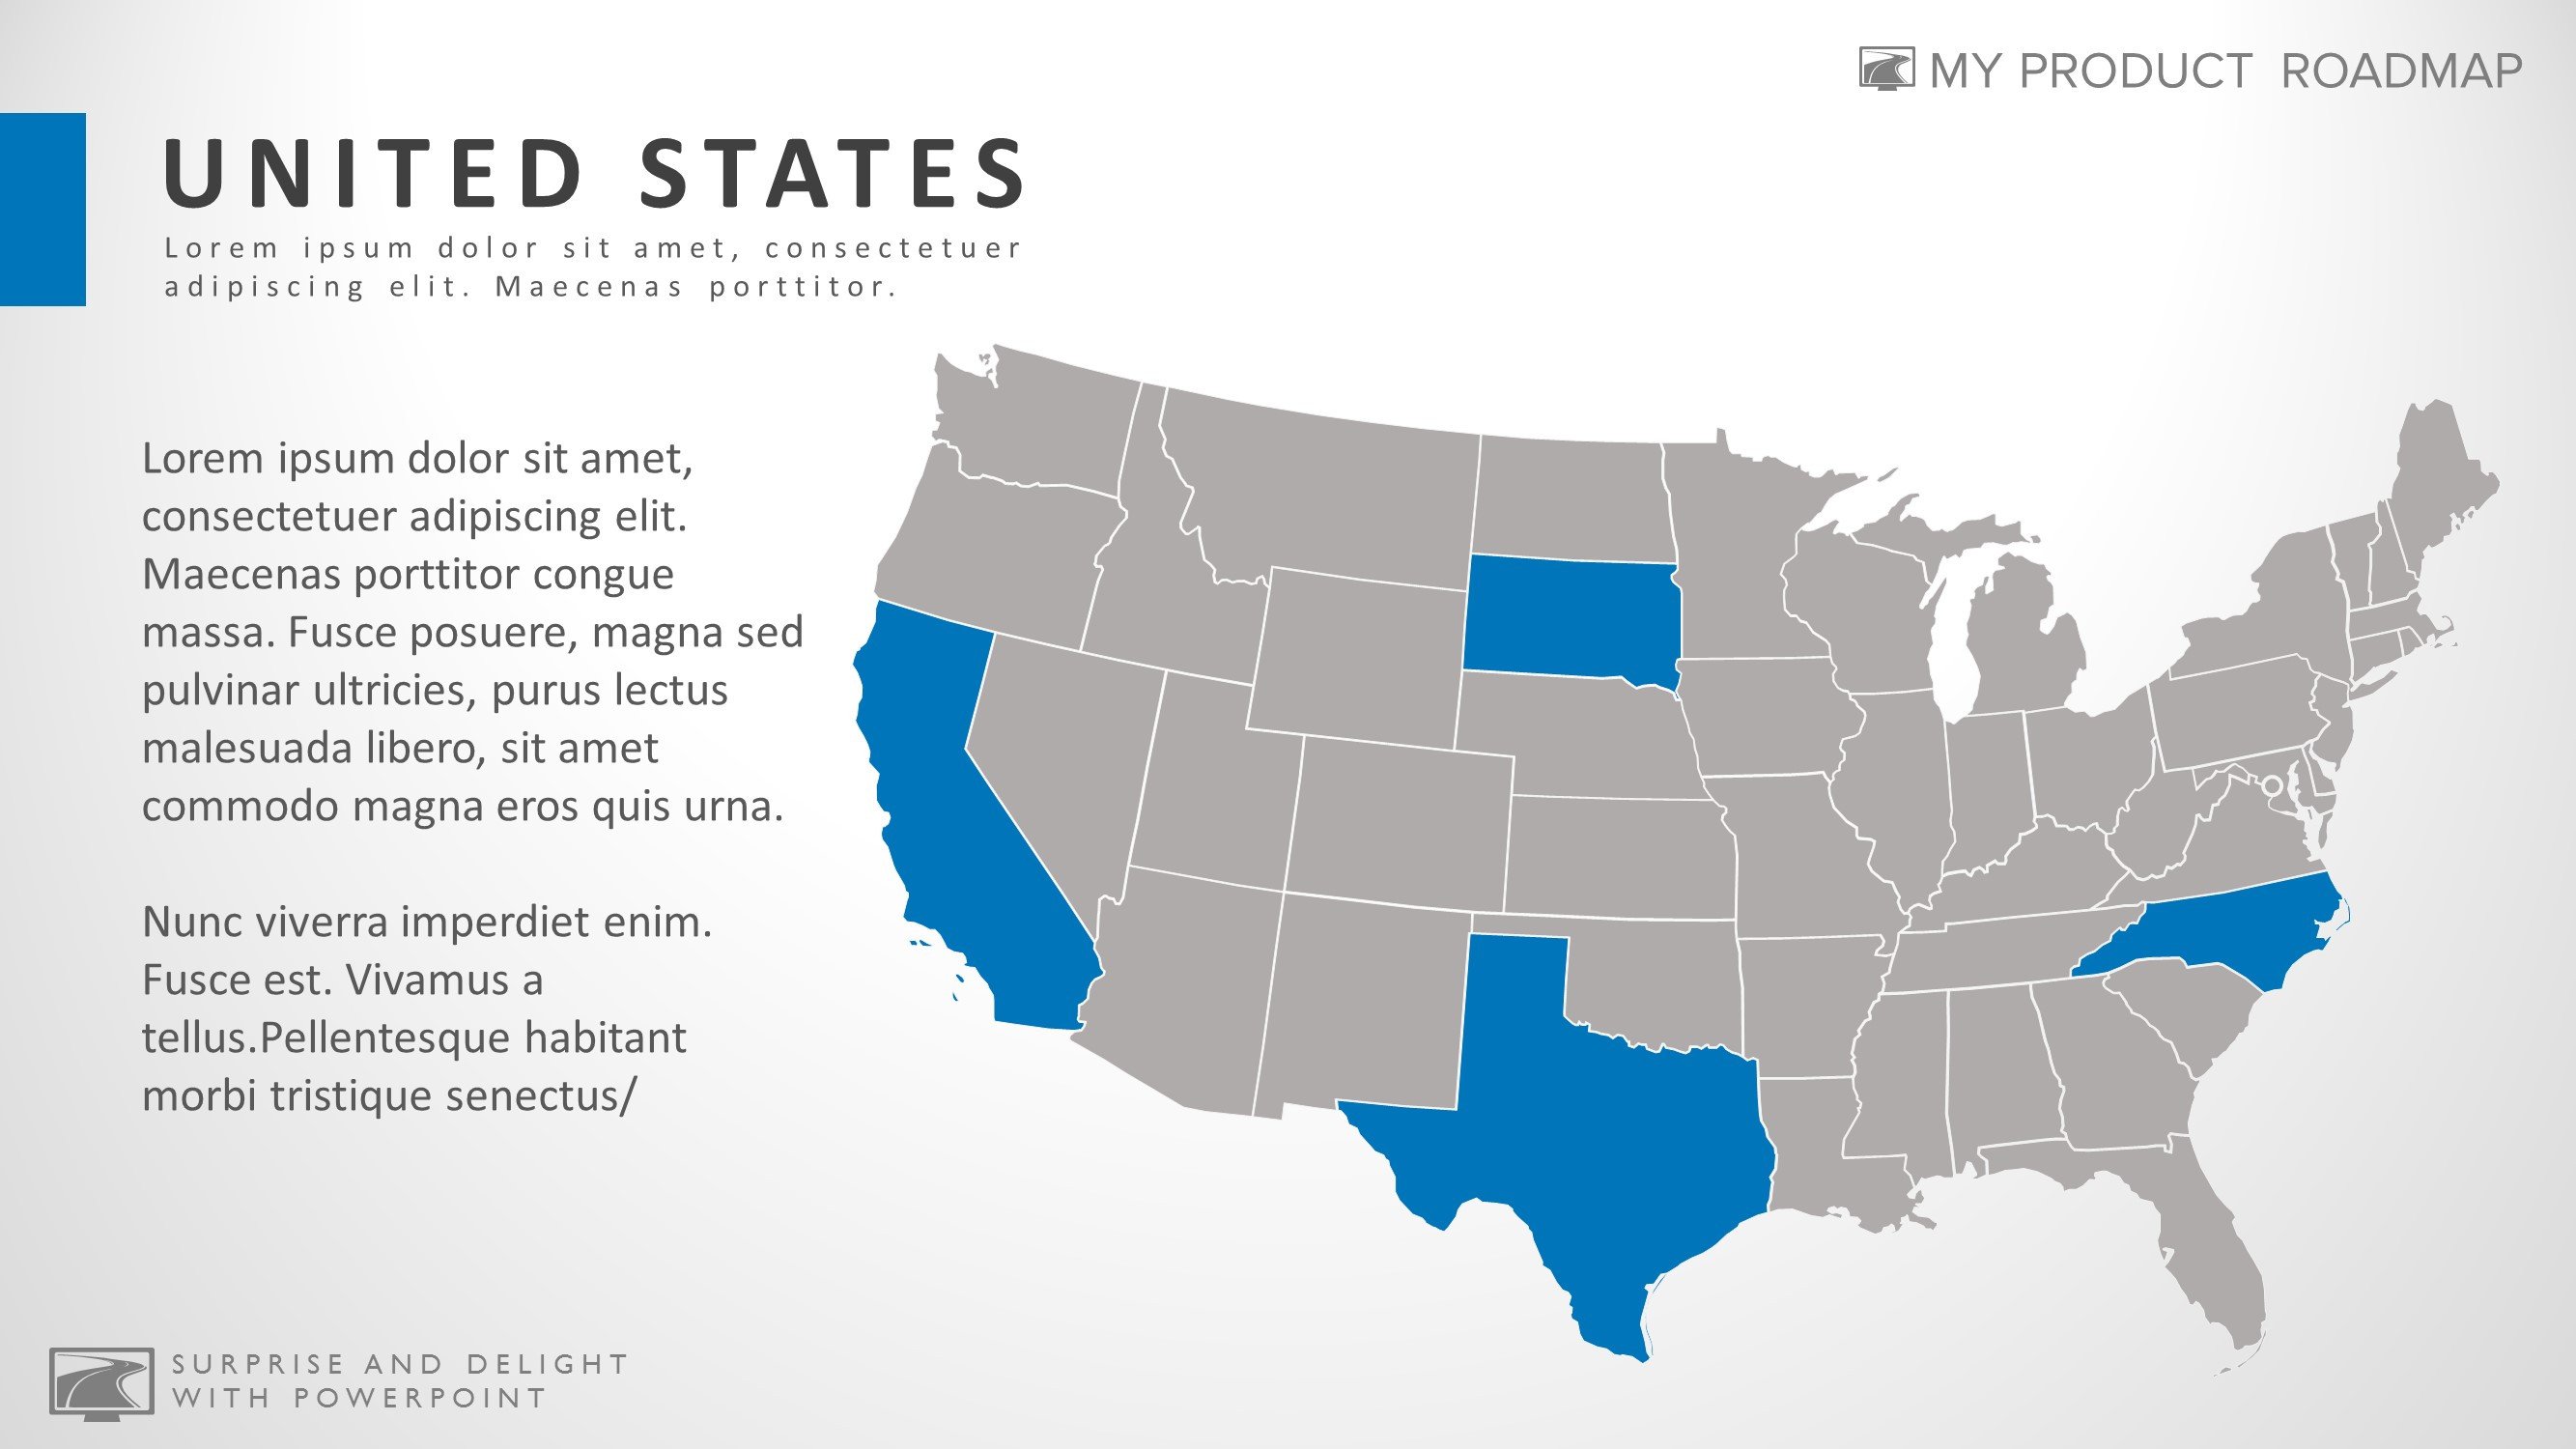 MY PRODUCT ROADMAP
UNITED STATES
Lorem ipsum dolor sit amet, consectetuer
adipiscing elit. Maecenas porttitor.
Lorem ipsum dolor sit amet,
consectetuer adipiscing elit.
Maecenas porttitor congue
massa. Fusce posuere, magna sed
pulvinar ultricies, purus lectus
malesuada libero, sit amet
commodo magna eros quis urna.
Nunc viverra imperdiet enim.
Fusce est. Vivamus a
tellus.Pellentesque habitant
morbi tristique senectus/
SURPRISE AND DELIGHT
WITH POWERPOINT